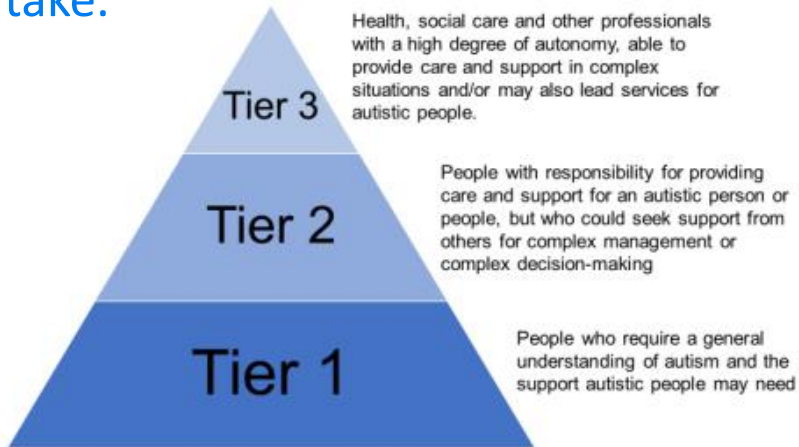 take.
Health, social care and other professionals
with a high degree of autonomy, able to
provide care and support in complex
situations and/or may also lead services for
autistic people.
Tier 3
People with responsibility for providing
care and support for an autistic person or
people, but who could seek support from
others for complex management or
complex decision-making
Tier 2
People who require a general
understanding of autism and the
support autistic people may need
Tier 1